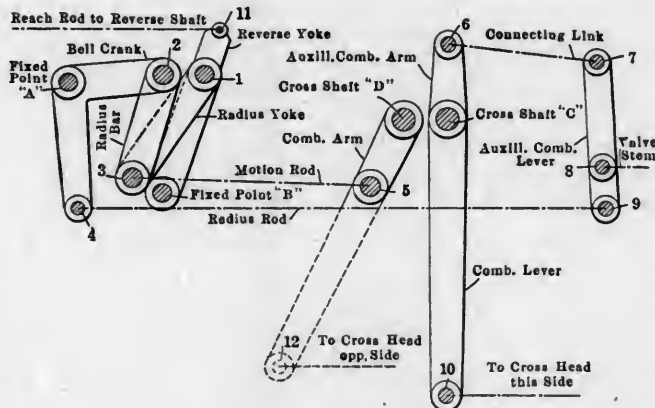 Reach Rod to Reverse Shaft
11
6
Reverse Yoke
Bell Crank
2
Auxill. Comb. Arm
Connecting Link
Fixed
Point
"A"
Cross Shaft
"D"
7
1
Radius Yoke
Cross Shaft "C"
Radius
Bar
Comb. Arm
Auxill. Comb.
Lever
Valve
Stem
3
Motion Rod
8
5
Fixed Point "B"
4
Radius
Rod
9
Comb. Lever
12
To Cross Head
opp. Side
10
To Cross Head
this Side